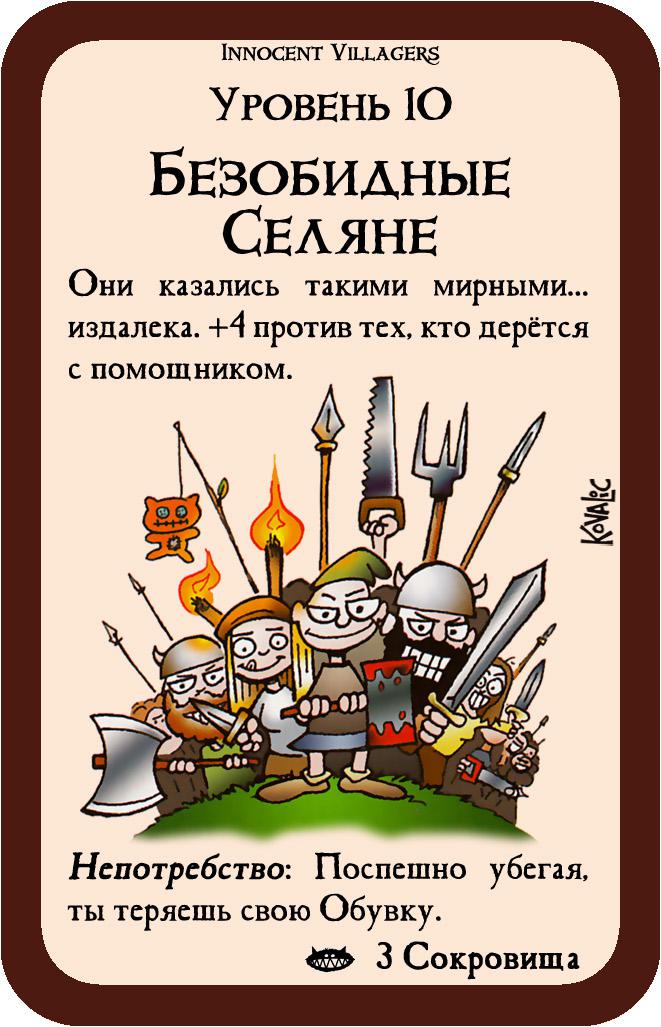 Innocent Villagers
Уровень 10
Безобидные
Селяне
Они казались такими мирными...
издалека. +4 против тех, кто дерётся
с помощником.
Kovalic
Непотребство: Поспешно убегая,
ты теряешь свою Обувку.
3 Сокровища